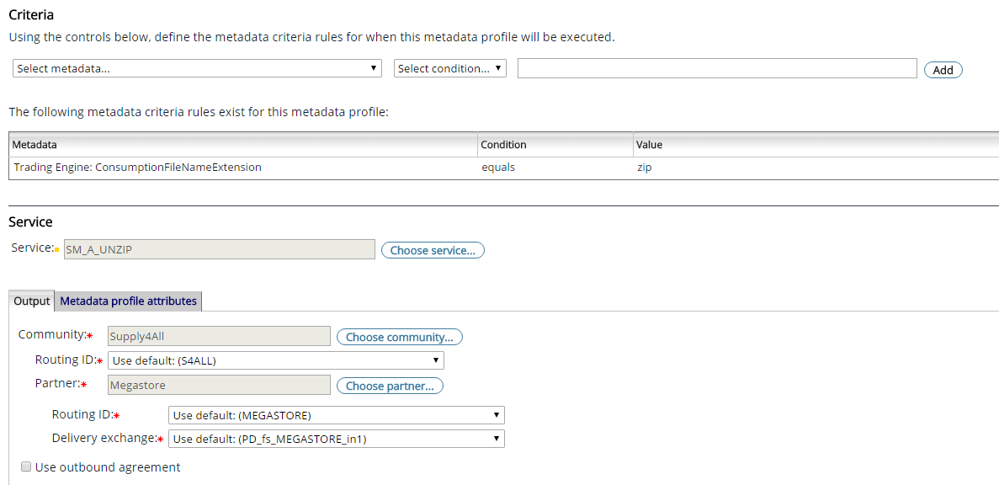 Criteria
Using the controls below, define the metadata criteria rules for when this metadata profile will be executed.
Select metadata... Select condition... Add
The following metadata criteria rules exist for this metadata profile:
Metadata Condition Value
Trading Engine: ConsumptionFileNameExtension equals zip
Service
Service: SM_A_UNZIP Choose service...
Output Metadata profile attributes
Community:* Supply4All Choose community...
Routing ID:* Use default: (S4ALL)
Partner:* Megastore Choose partner...
Routing ID:* Use default: (MEGASTORE)
Delivery exchange:* Use default: (PD_fs_MEGASTORE_in1)
Use outbound agreement